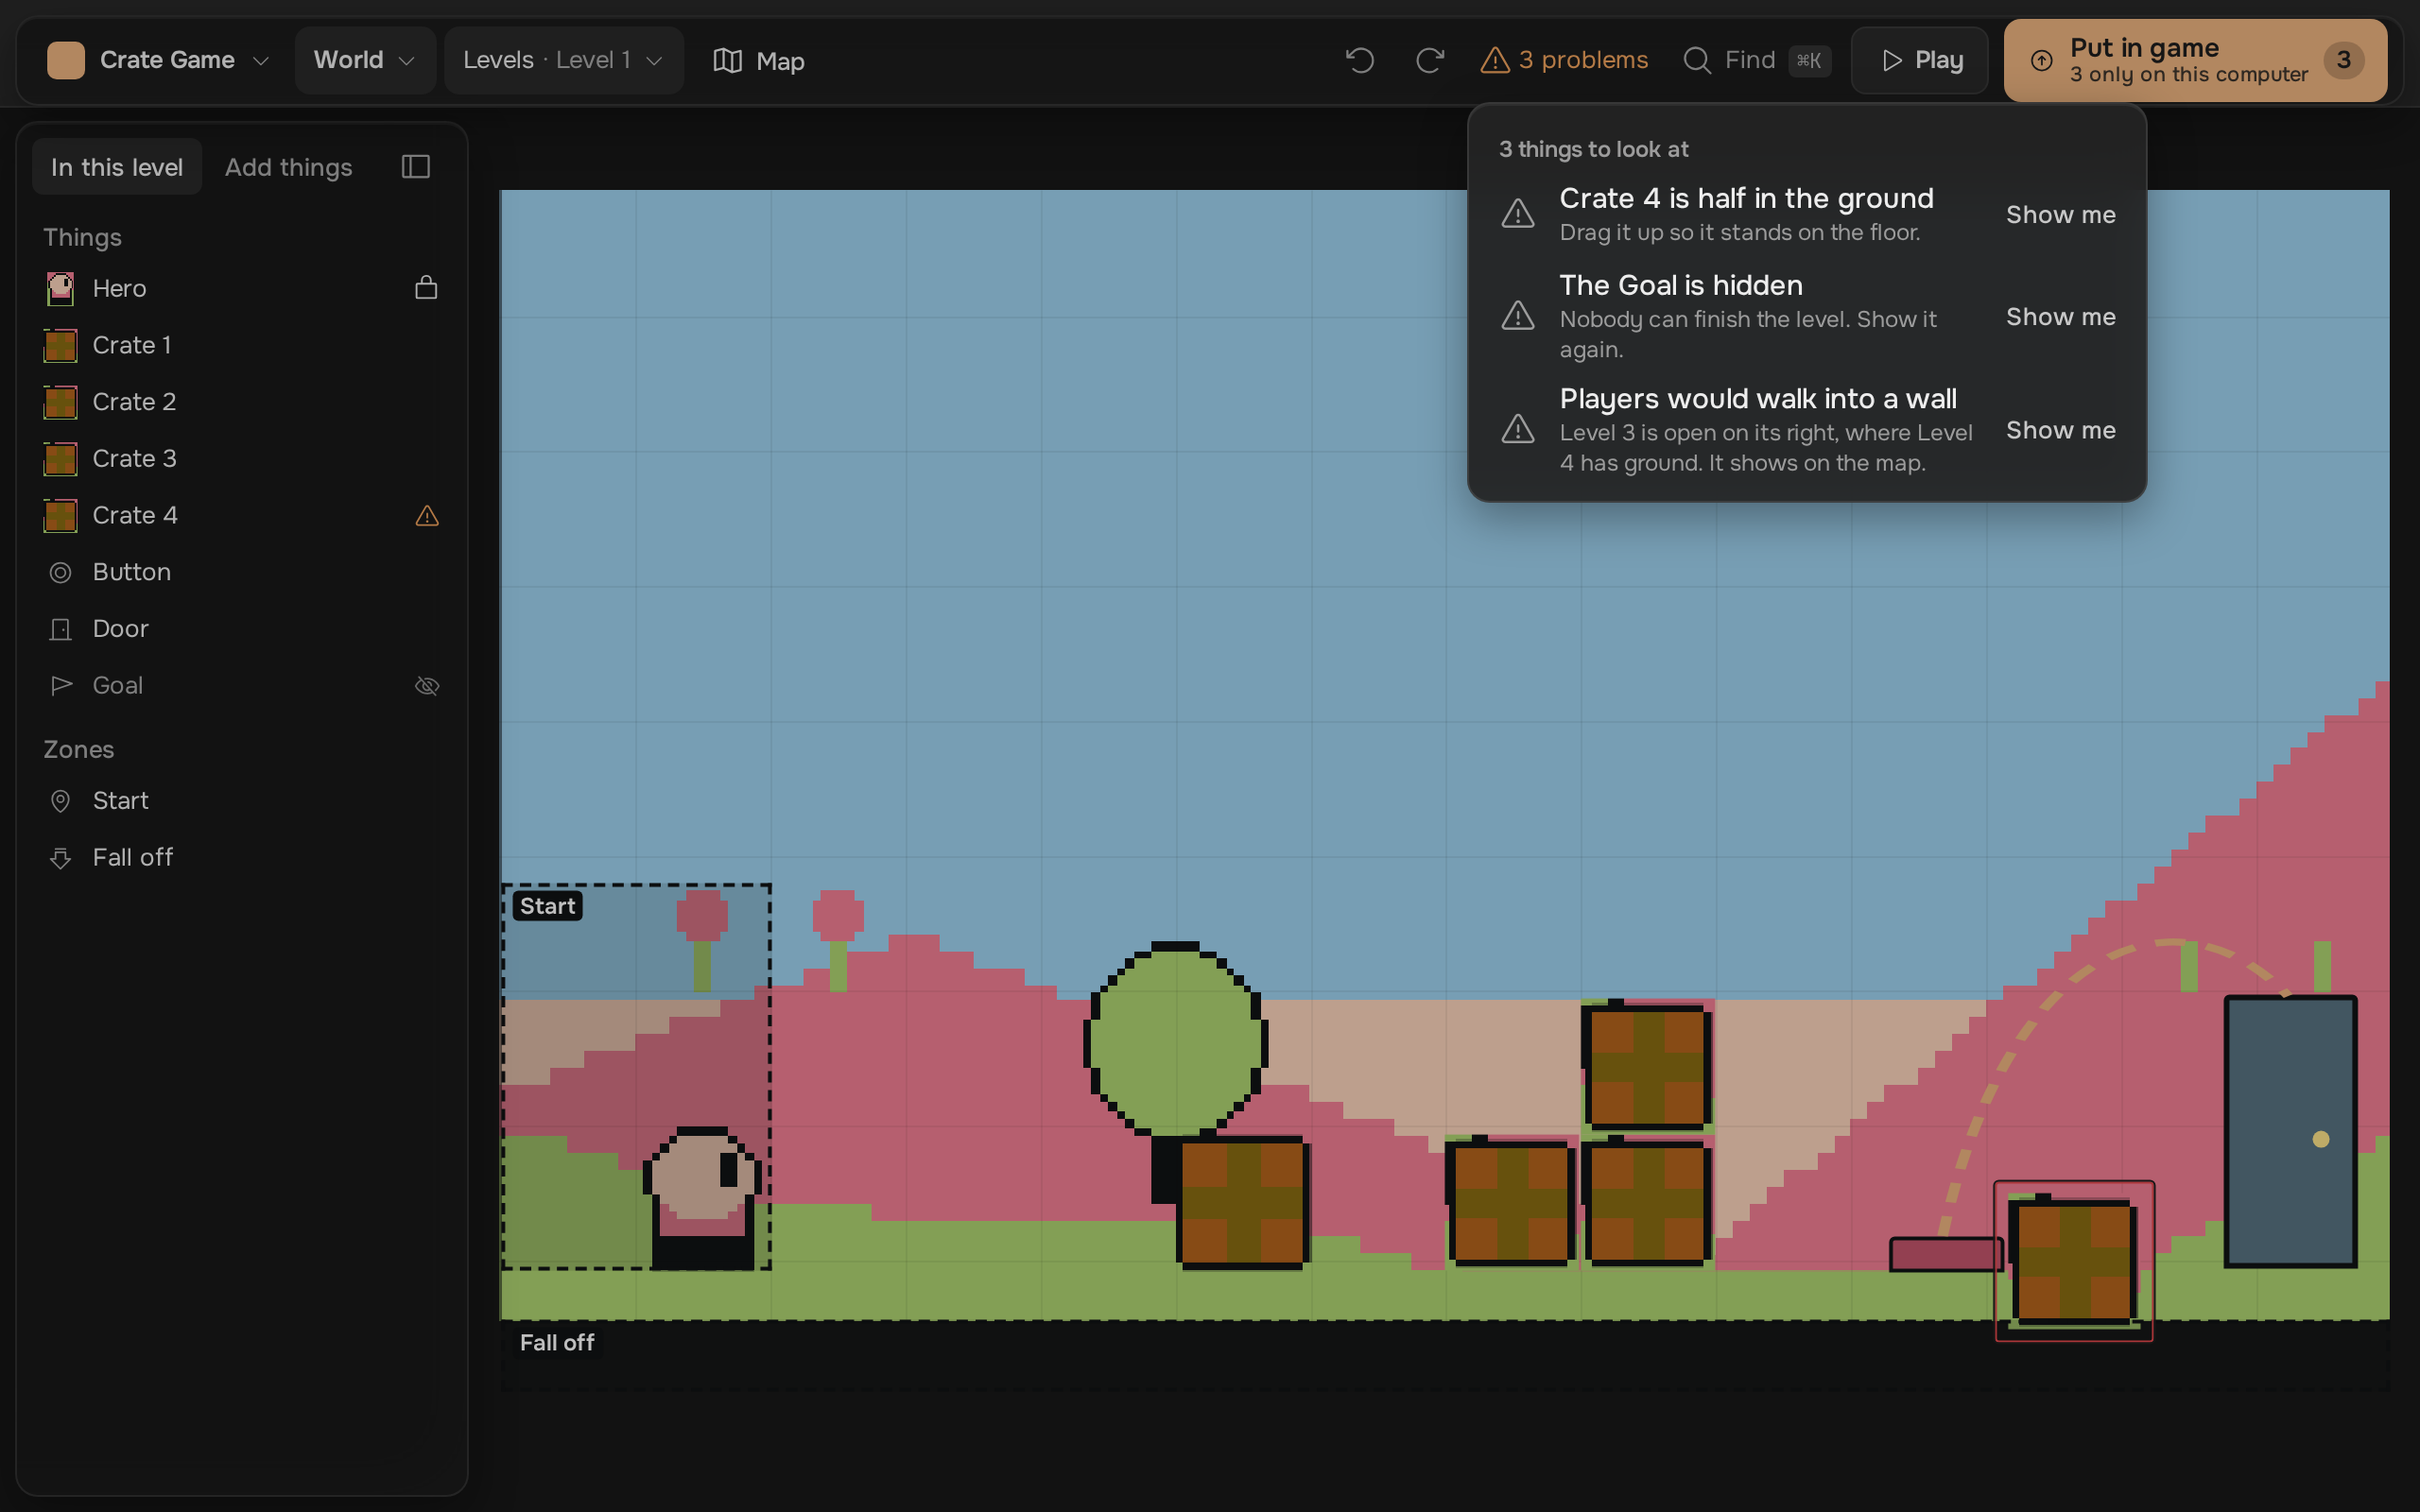 Crate Game
World
Levels · Level 1
Map
3 problems
Find ⌘K
Play
Put in game
3 only on this computer
3
In this level
Add things
Things
Hero
Crate 1
Crate 2
Crate 3
Crate 4
Button
Door
Goal
Zones
Start
Fall off
3 things to look at
Crate 4 is half in the ground
Drag it up so it stands on the floor.
Show me
The Goal is hidden
Nobody can finish the level. Show it
again.
Show me
Players would walk into a wall
Level 3 is open on its right, where Level
4 has ground. It shows on the map.
Show me
Start
Fall off